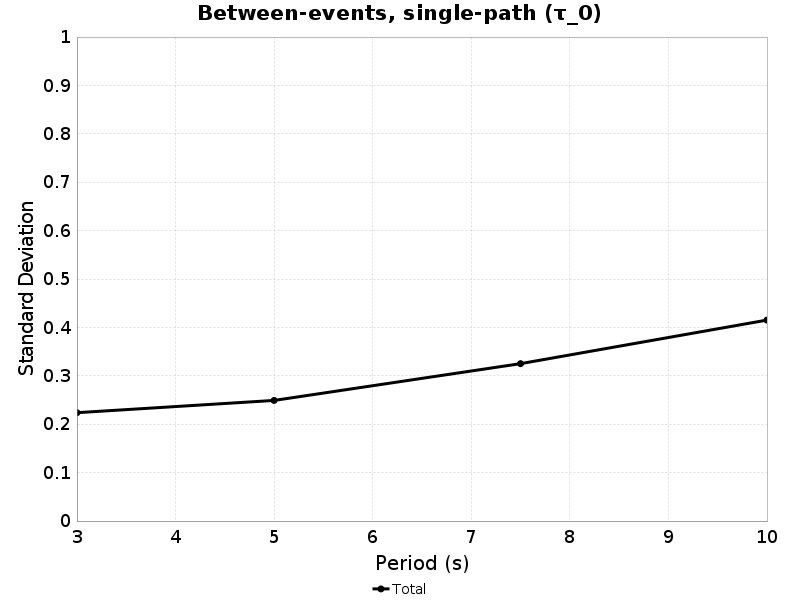 Between-events, single-path (τ_0)
1
0.9
0.8
0.7
0.6
0.5
0.4
0.3
0.2
0.1
0
Standard Deviation
3 4 5 6 7 8 9 10
Period (s)
Total